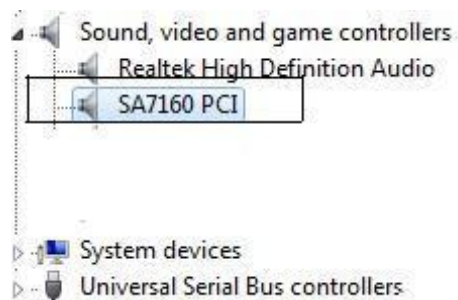 Sound, video and game controllers
Realtek High Definition Audio
SA7160 PCI
System devices
Universal Serial Bus controllers